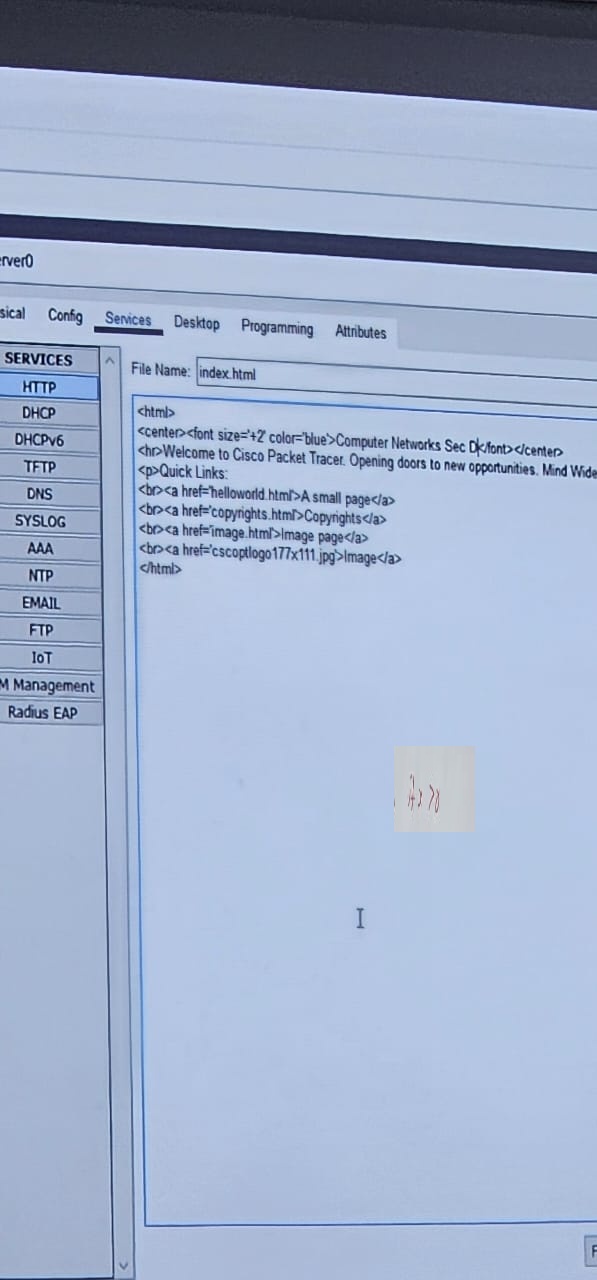 erver0
sical Config Services Desktop Programming Attributes
SERVICES
HTTP
DHCP
DHCPv6
TFTP
DNS
SYSLOG
AAA
NTP
EMAIL
FTP
IoT
M Management
Radius EAP
File Name: index.html
<html>
<center><font size='+2' color='blue'>Computer Networks Sec D</font></center>
<hr>Welcome to Cisco Packet Tracer. Opening doors to new opportunities. Mind Wide
<p>Quick Links:
<br><a href='helloworld.html'>A small page</a>
<br><a href='copyrights.html'>Copyrights</a>
<br><a href='image.html'>Image page</a>
<br><a href='cscoptlogo177x111.jpg'>Image</a>
</html>